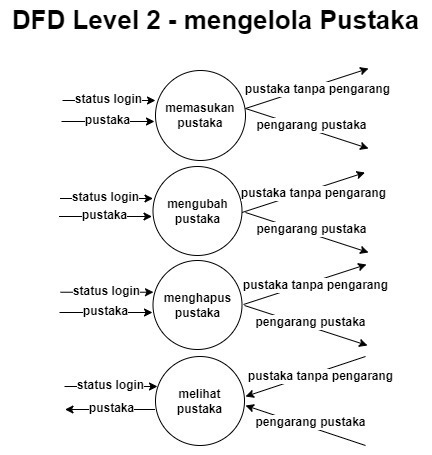 DFD Level 2 - mengelola Pustaka
status login
pustaka
memasukan
pustaka
pustaka tanpa pengarang
pengarang pustaka
status login
pustaka
mengubah
pustaka
pustaka tanpa pengarang
pengarang pustaka
status login
pustaka
menghapus
pustaka
pustaka tanpa pengarang
pengarang pustaka
status login
pustaka
melihat
pustaka
pustaka tanpa pengarang
pengarang pustaka